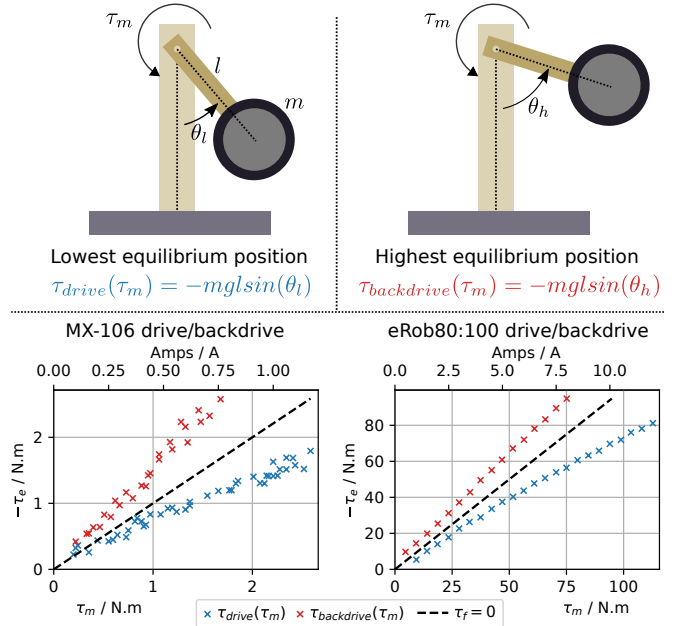 τ_m
l
m
θ_l
Lowest equilibrium position
τ_drive(τ_m) = −mglsin(θ_l)
τ_m
θ_h
Highest equilibrium position
τ_backdrive(τ_m) = −mglsin(θ_h)
MX-106 drive/backdrive
Amps / A
0.00 0.25 0.50 0.75 1.00
−τ_e / N.m
2
1
0
0 1 2
τ_m / N.m
eRob80:100 drive/backdrive
Amps / A
0.0 2.5 5.0 7.5 10.0
−τ_e / N.m
80
60
40
20
0
0 25 50 75 100
τ_m / N.m
τ_drive(τ_m) τ_backdrive(τ_m) τ_f = 0